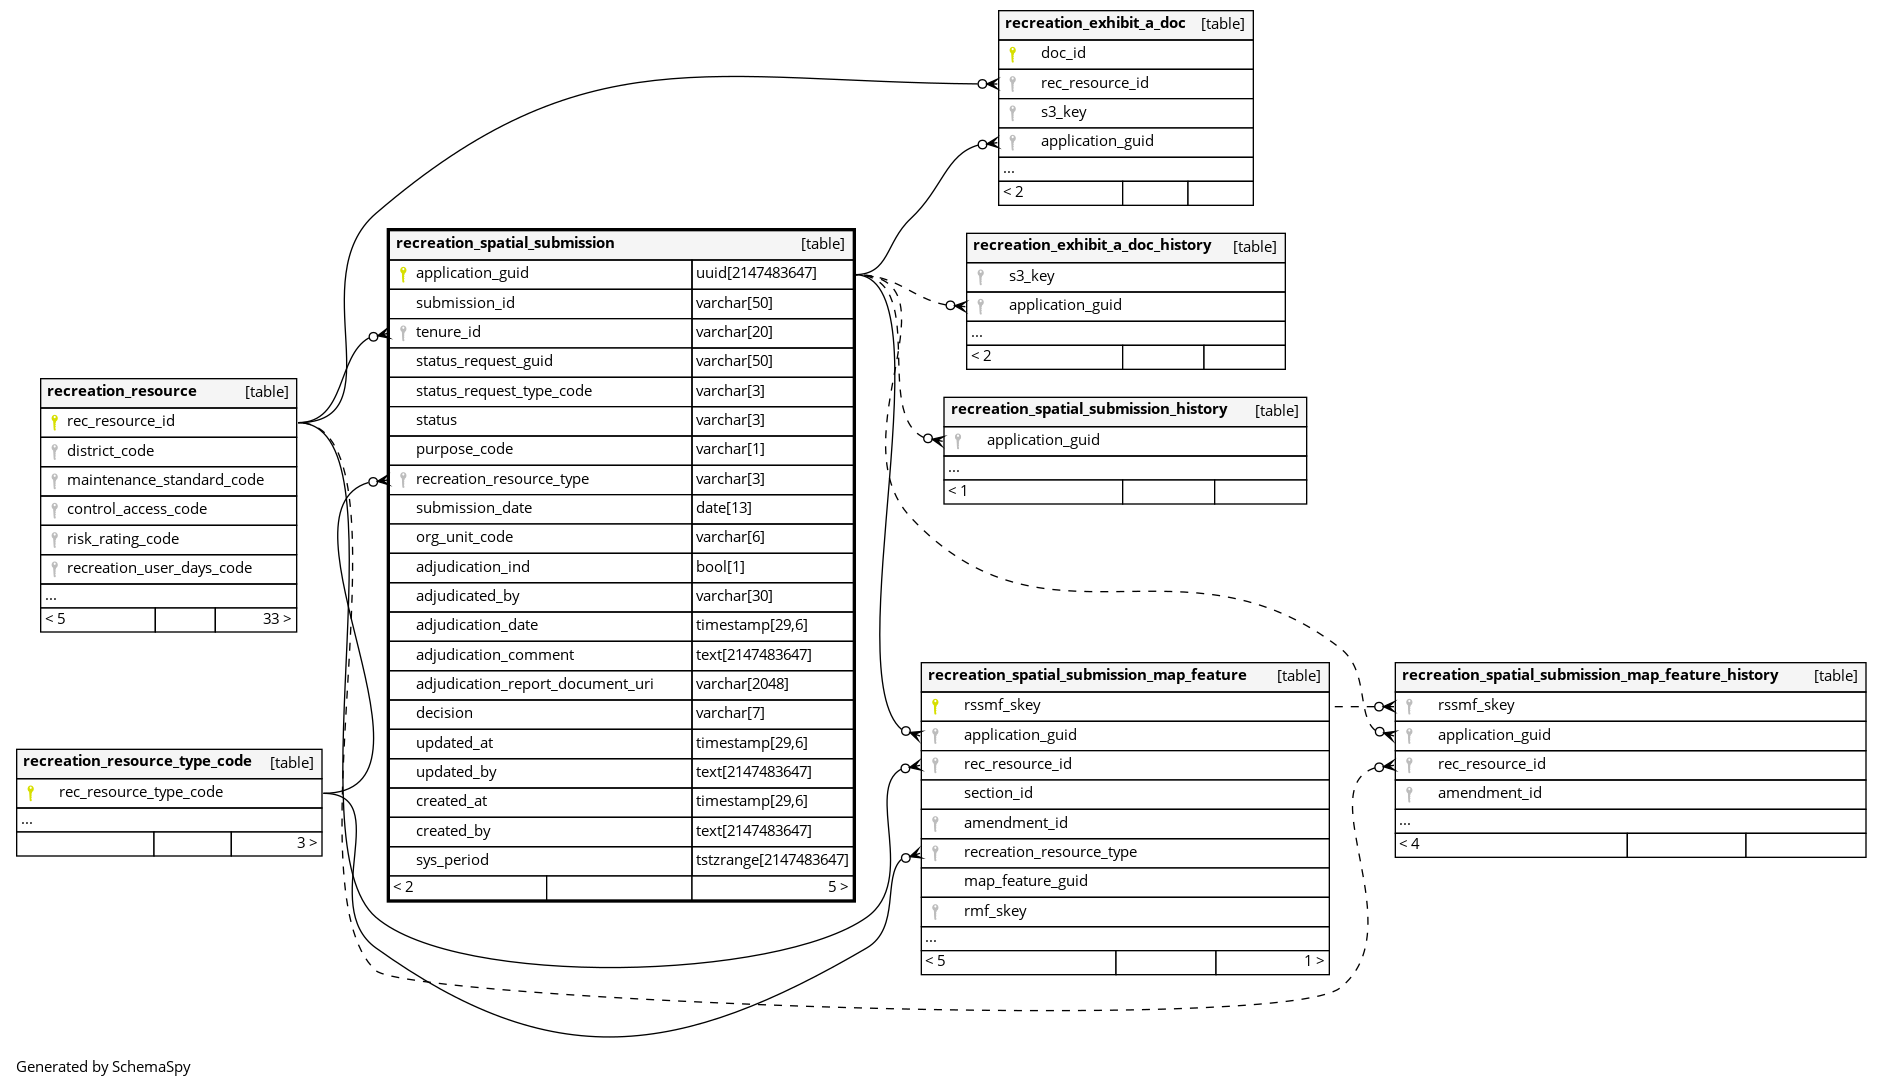 recreation_exhibit_a_doc [table]
doc_id
rec_resource_id
s3_key
application_guid
...
< 2
recreation_spatial_submission [table]
application_guid uuid[2147483647]
submission_id varchar[50]
tenure_id varchar[20]
status_request_guid varchar[50]
status_request_type_code varchar[3]
status varchar[3]
purpose_code varchar[1]
recreation_resource_type varchar[3]
submission_date date[13]
org_unit_code varchar[6]
adjudication_ind bool[1]
adjudicated_by varchar[30]
adjudication_date timestamp[29,6]
adjudication_comment text[2147483647]
adjudication_report_document_uri varchar[2048]
decision varchar[7]
updated_at timestamp[29,6]
updated_by text[2147483647]
created_at timestamp[29,6]
created_by text[2147483647]
sys_period tstzrange[2147483647]
< 2 5 >
recreation_exhibit_a_doc_history [table]
s3_key
application_guid
...
< 2
recreation_resource [table]
rec_resource_id
district_code
maintenance_standard_code
control_access_code
risk_rating_code
recreation_user_days_code
...
< 5 33 >
recreation_spatial_submission_history [table]
application_guid
...
< 1
recreation_spatial_submission_map_feature [table]
rssmf_skey
application_guid
rec_resource_id
section_id
amendment_id
recreation_resource_type
map_feature_guid
rmf_skey
...
< 5 1 >
recreation_spatial_submission_map_feature_history [table]
rssmf_skey
application_guid
rec_resource_id
amendment_id
...
< 4
recreation_resource_type_code [table]
rec_resource_type_code
...
3 >
Generated by SchemaSpy